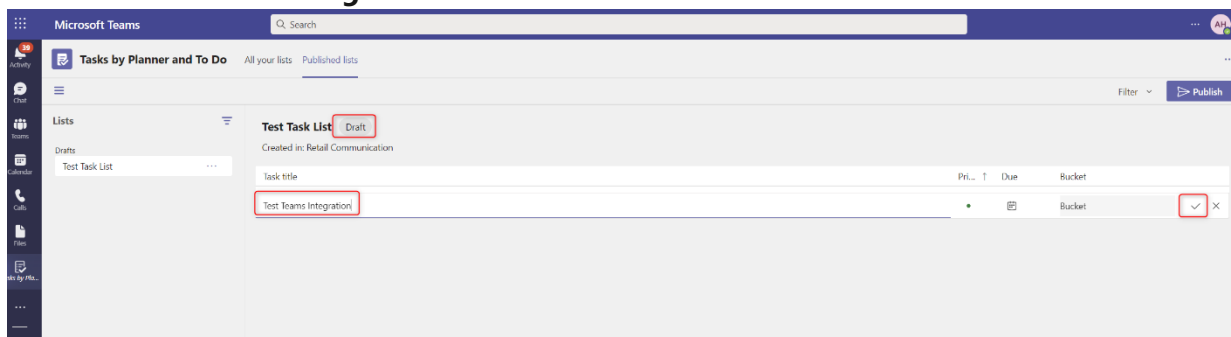 Microsoft Teams
Search
AH
29
Activity
Tasks by Planner and To Do
All your lists
Published lists
Chat
Filter
Publish
Teams
Lists
Test Task List
Draft
Created in: Retail Communication
Drafts
Calendar
Test Task List
Task title
Pri...
Due
Bucket
Calls
Test Teams Integration
Bucket
Files